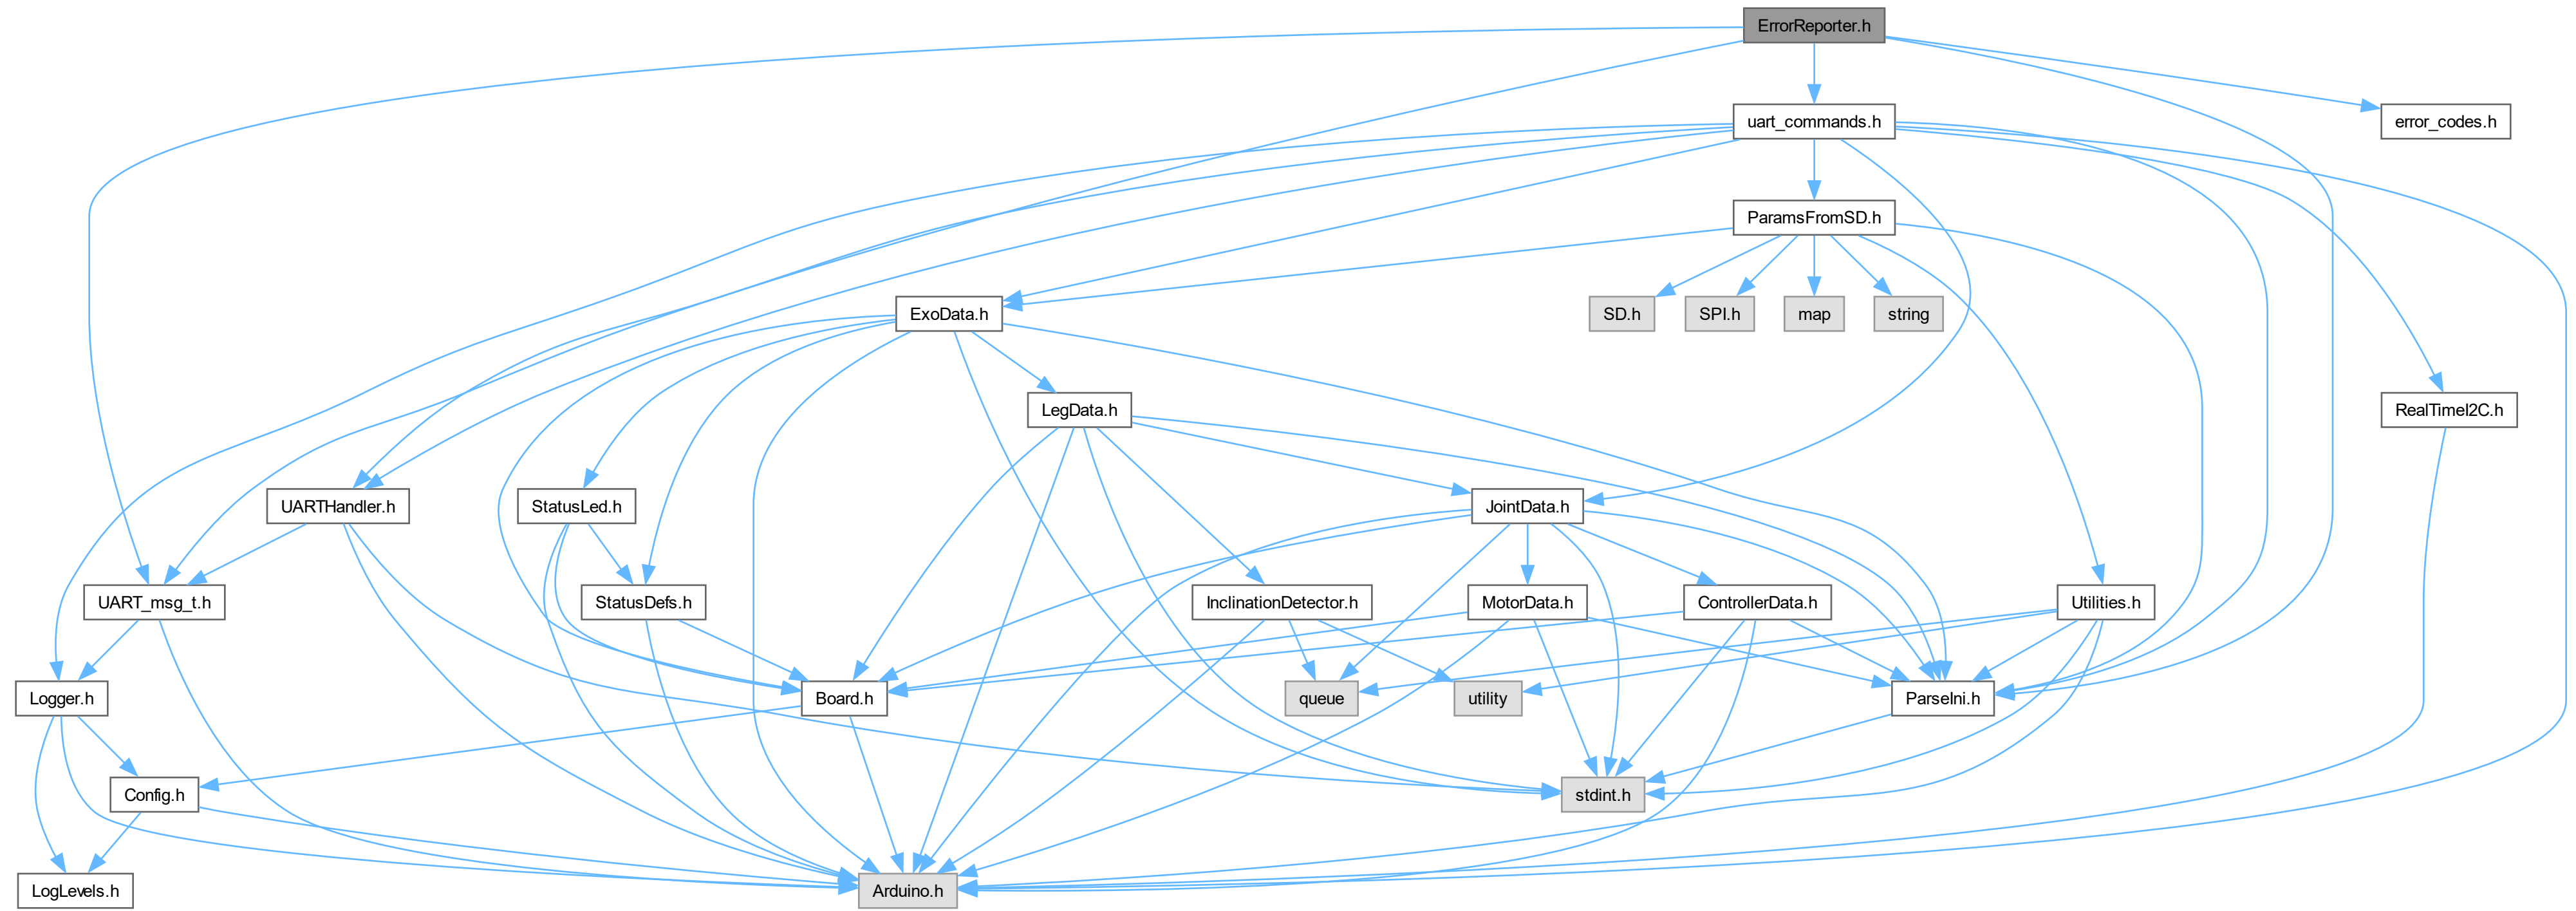 ErrorReporter.h
uart_commands.h
error_codes.h
ParamsFromSD.h
ExoData.h
SD.h
SPI.h
map
string
LegData.h
RealTimeI2C.h
UARTHandler.h
StatusLed.h
JointData.h
UART_msg_t.h
StatusDefs.h
InclinationDetector.h
MotorData.h
ControllerData.h
Utilities.h
Logger.h
Board.h
queue
utility
ParseIni.h
Config.h
stdint.h
LogLevels.h
Arduino.h